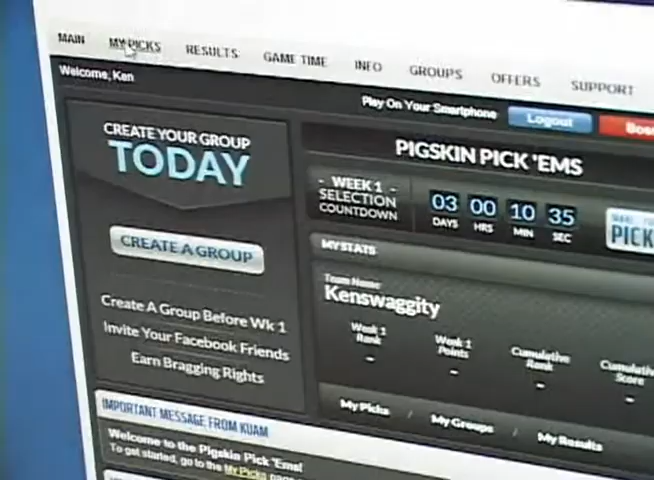 MAIN MY PICKS RESULTS GAME TIME INFO GROUPS OFFERS SUPPORT
Welcome, Ken
Play On Your Smartphone Logout
CREATE YOUR GROUP
TODAY
CREATE A GROUP
Create A Group Before Wk 1
Invite Your Facebook Friends
Earn Bragging Rights
PIGSKIN PICK 'EMS
- WEEK 1 -
SELECTION
COUNTDOWN
03 00 10 35
DAYS HRS MIN SEC
PICK
MY STATS
Team Name
Kenswaggity
Week 1 Rank
Week 1 Points
Cumulative Rank
Cumulative Score
- - - -
My Picks / My Groups / My Results
IMPORTANT MESSAGE FROM KUAM
Welcome to the Pigskin Pick 'Ems!
To get started, go to the My Picks page